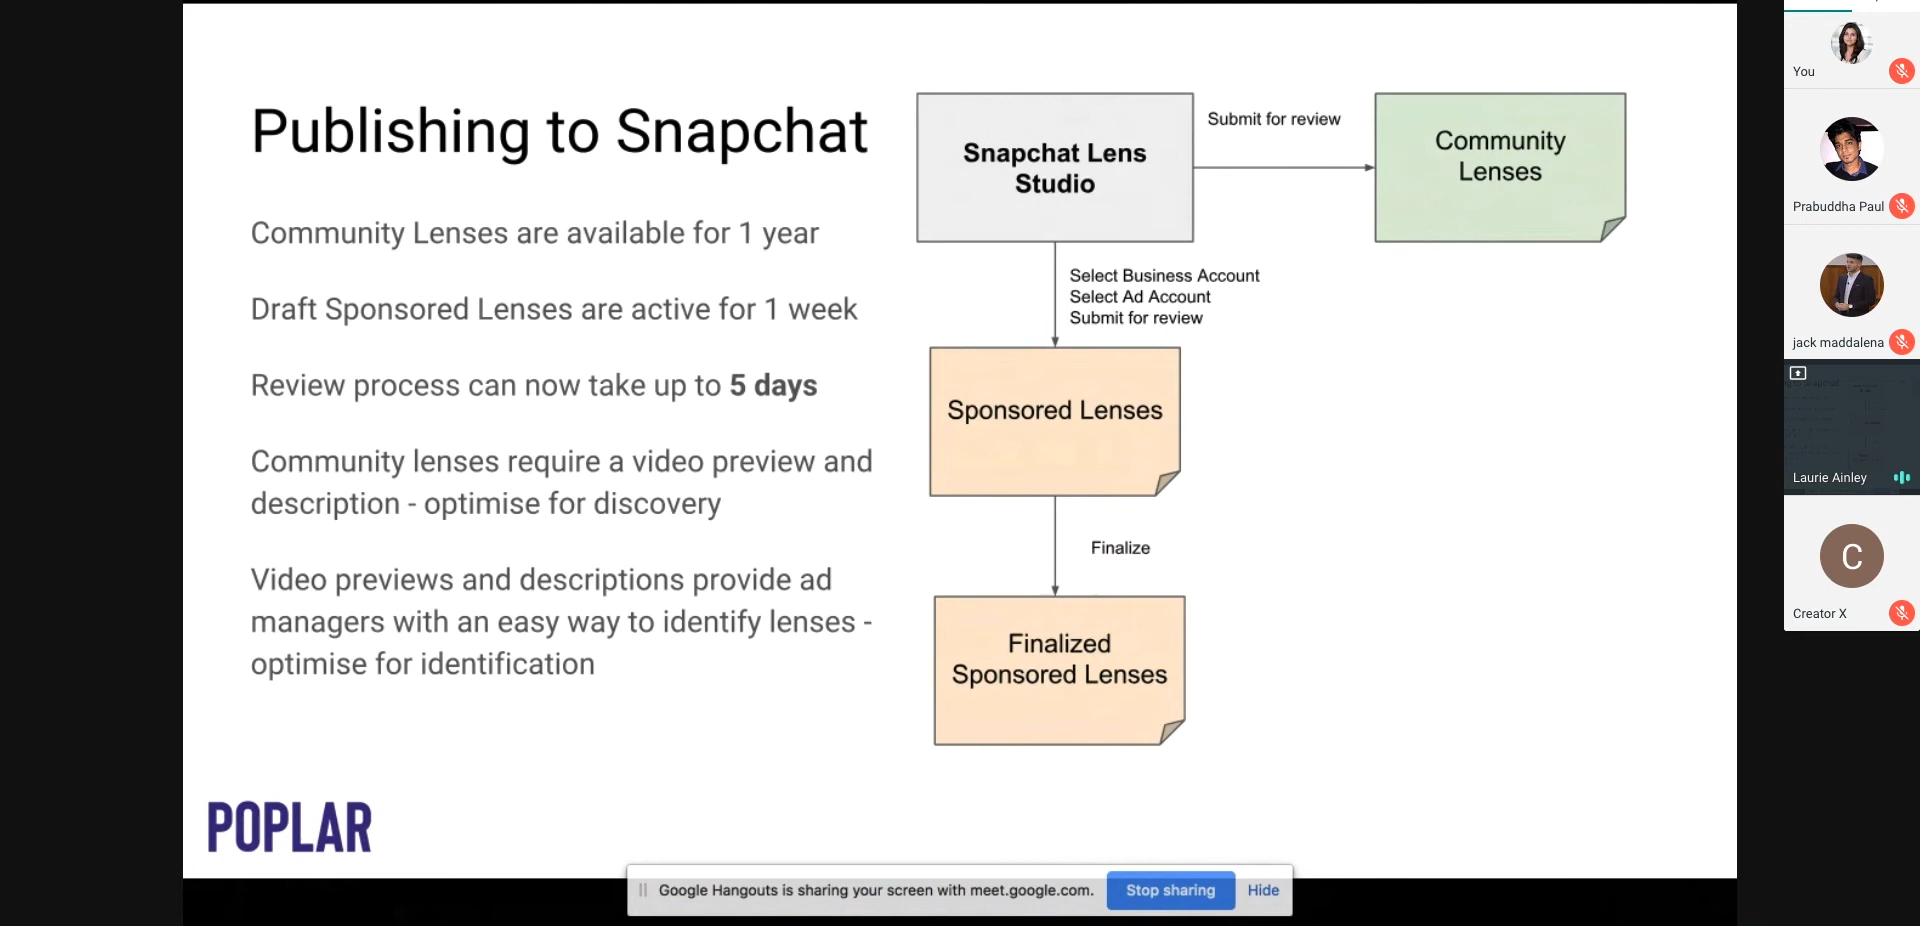 Publishing to Snapchat
Community Lenses are available for 1 year
Draft Sponsored Lenses are active for 1 week
Review process can now take up to 5 days
Community lenses require a video preview and
description - optimise for discovery
Video previews and descriptions provide ad
managers with an easy way to identify lenses -
optimise for identification
Snapchat Lens
Studio
Submit for review
Community
Lenses
Select Business Account
Select Ad Account
Submit for review
Sponsored Lenses
Finalize
Finalized
Sponsored Lenses
POPLAR
Google Hangouts is sharing your screen with meet.google.com.
Stop sharing
Hide
You
Prabuddha Paul
jack maddalena
Laurie Ainley
C
Creator X